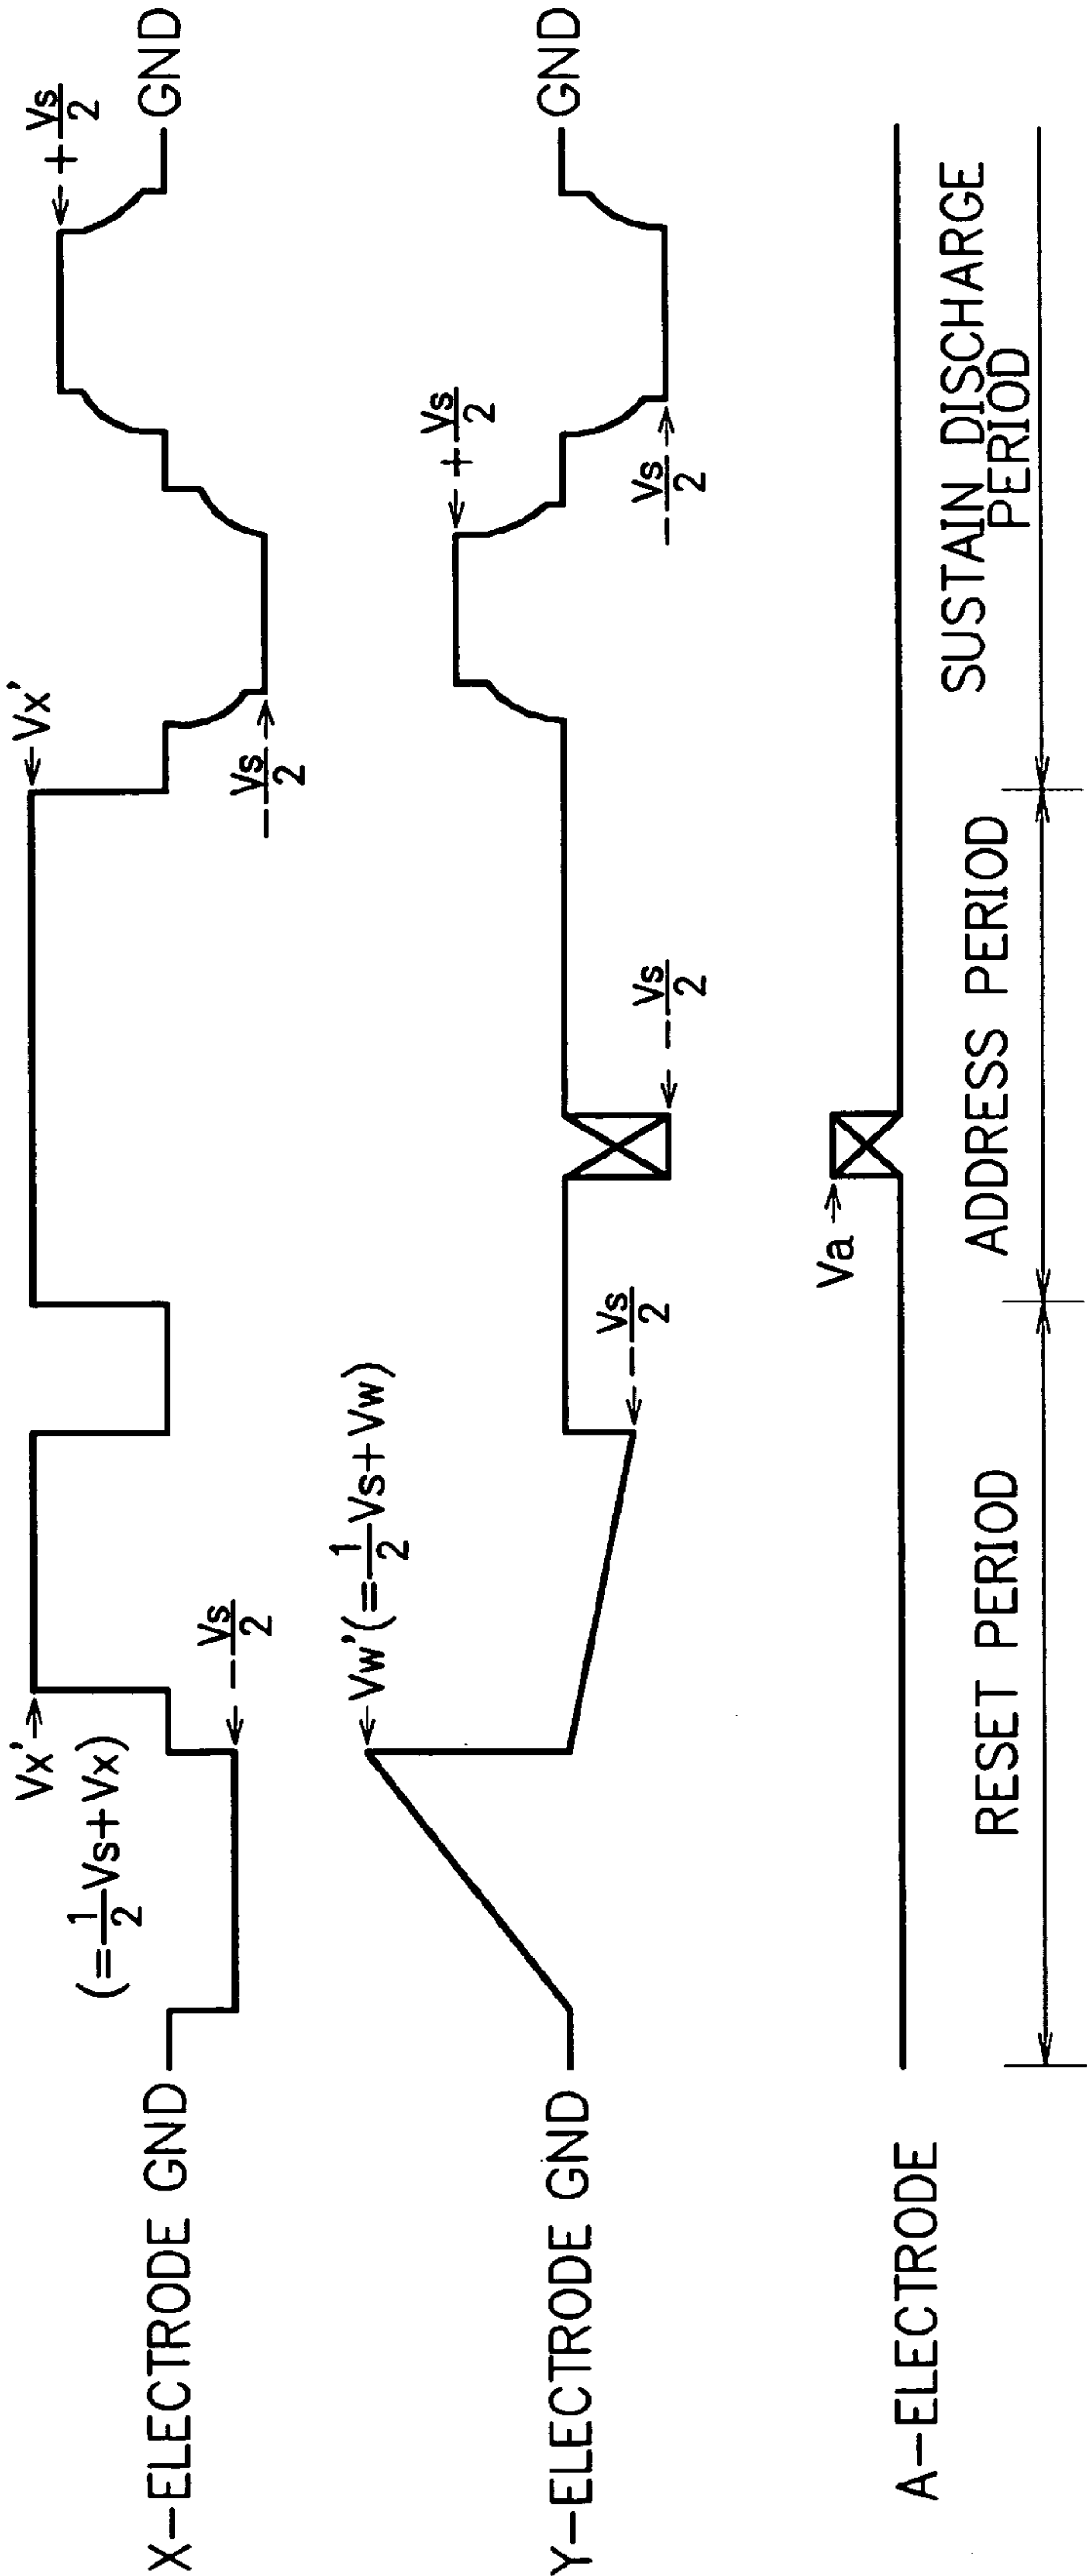 X-ELECTRODE GND
Vx'
(=1/2Vs+Vx)
-Vs/2
Vx'
-Vs/2
+Vs/2
GND
Y-ELECTRODE GND
Vw'(=1/2Vs+Vw)
-Vs/2
-Vs/2
+Vs/2
-Vs/2
GND
A-ELECTRODE
Va
RESET PERIOD
ADDRESS PERIOD
SUSTAIN DISCHARGE
PERIOD